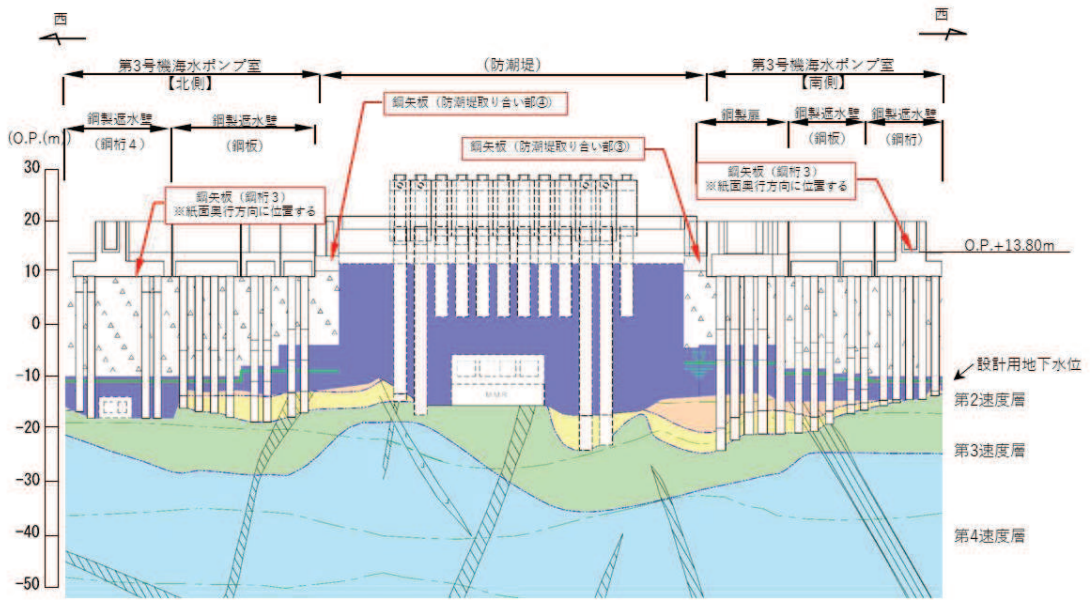 西
西
第3号機海水ポンプ室
【北側】
(防潮堤)
第3号機海水ポンプ室
【南側】
鋼矢板（防潮堤取り合い部④）
鋼製遮水壁
(鋼桁４)
鋼製遮水壁
(鋼板)
鋼製扉
鋼製遮水壁
(鋼板)
鋼製遮水壁
(鋼桁)
(O.P.(m)
鋼矢板（防潮堤取り合い部③）
鋼矢板（鋼桁３）
※紙面奥行方向に位置する
鋼矢板（鋼桁３）
※紙面奥行方向に位置する
30
20
10
0
-10
-20
-30
-40
-50
O.P.+13.80m
設計用地下水位
第2速度層
第3速度層
第4速度層